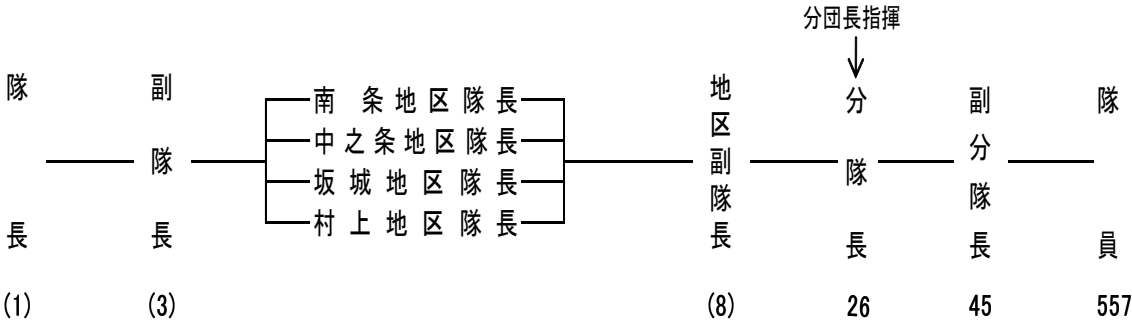 分団長指揮
隊長
副隊長
南条地区隊長
中之条地区隊長
坂城地区隊長
村上地区隊長
地区副隊長
分隊長
副分隊長
隊員
(1)
(3)
(8)
26
45
557